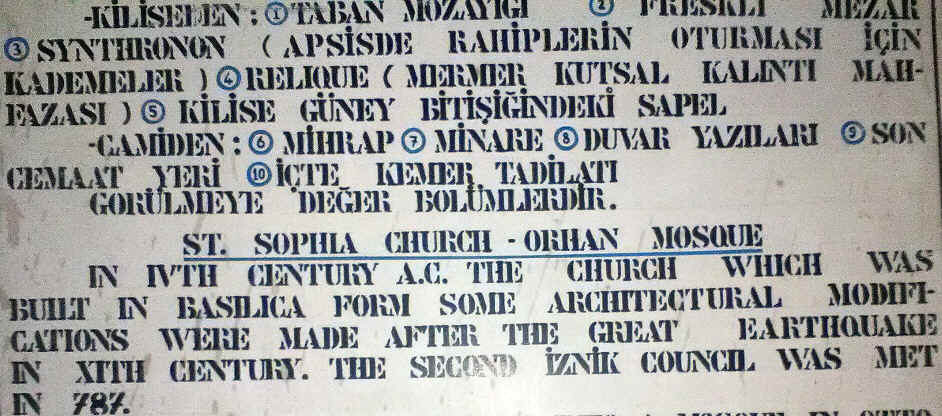 -KİLİSEDEN : ① TABAN MOZAYİĞİ ② FRESKLİ MEZAR
③ SYNTHRONON ( APSİSDE RAHİPLERİN OTURMASI İÇİN
KADEMELER ) ④ RELIQUE ( MERMER KUTSAL KALINTI MAH-
FAZASI ) ⑤ KİLİSE GÜNEY BİTİŞİĞİNDEKİ ŞAPEL
-CAMİDEN : ⑥ MİHRAP ⑦ MİNARE ⑧ DUVAR YAZILARI ⑨ SON
CEMAAT YERİ ⑩ İÇTE KEMER TADİLATI
GÖRÜLMEYE DEĞER BÖLÜMLERDİR.
ST. SOPHIA CHURCH - ORHAN MOSQUE
IN IVTH CENTURY A.C. THE CHURCH WHICH WAS
BUILT IN BASILICA FORM SOME ARCHITECTURAL MODIFI-
CATIONS WERE MADE AFTER THE GREAT EARTHQUAKE
IN XITH CENTURY. THE SECOND İZNİK COUNCIL WAS MET
IN 787.